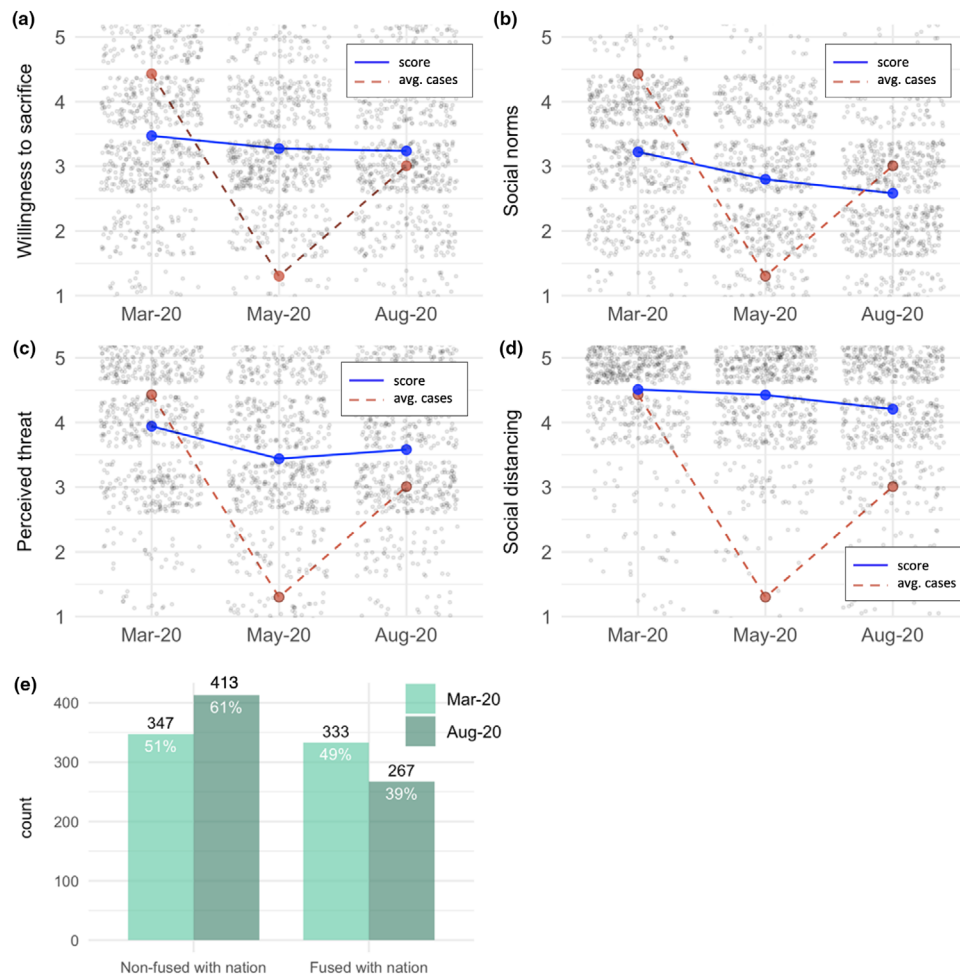 (a)
Willingness to sacrifice
5
4
3
2
1
score
avg. cases
Mar-20 May-20 Aug-20
(b)
Social norms
5
4
3
2
1
score
avg. cases
Mar-20 May-20 Aug-20
(c)
Perceived threat
5
4
3
2
1
score
avg. cases
Mar-20 May-20 Aug-20
(d)
Social distancing
5
4
3
2
1
score
avg. cases
Mar-20 May-20 Aug-20
(e)
count
400
300
200
100
0
347
51%
413
61%
333
49%
267
39%
Mar-20
Aug-20
Non-fused with nation Fused with nation